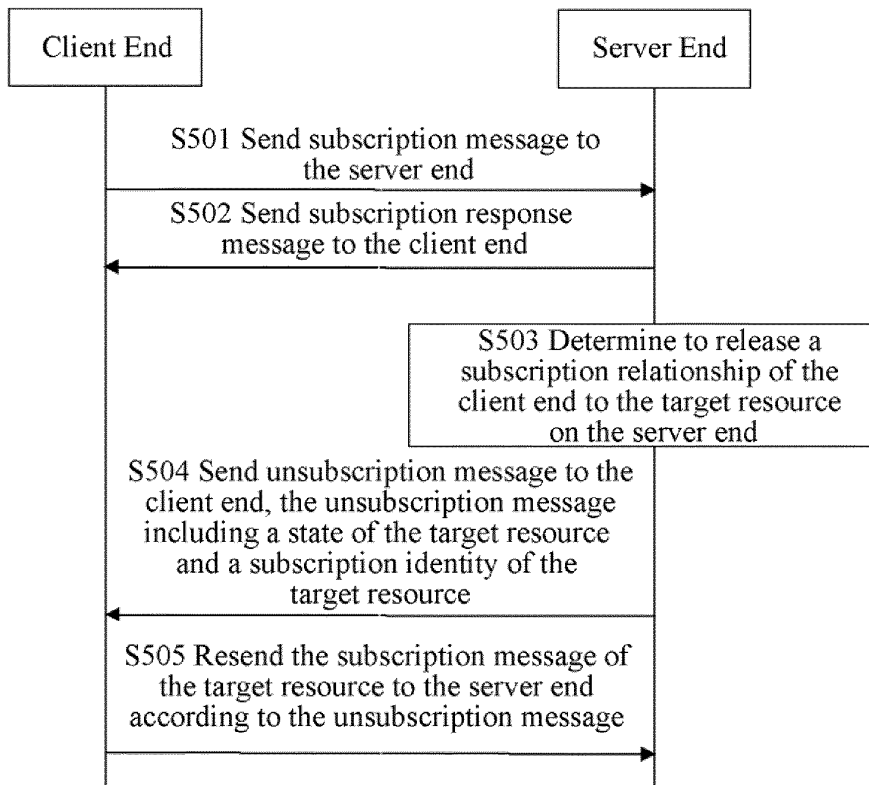 Client End
Server End
S501 Send subscription message to
the server end
S502 Send subscription response
message to the client end
S503 Determine to release a
subscription relationship of the
client end to the target resource
on the server end
S504 Send unsubscription message to the
client end, the unsubscription message
including a state of the target resource
and a subscription identity of the
target resource
S505 Resend the subscription message of
the target resource to the server end
according to the unsubscription message